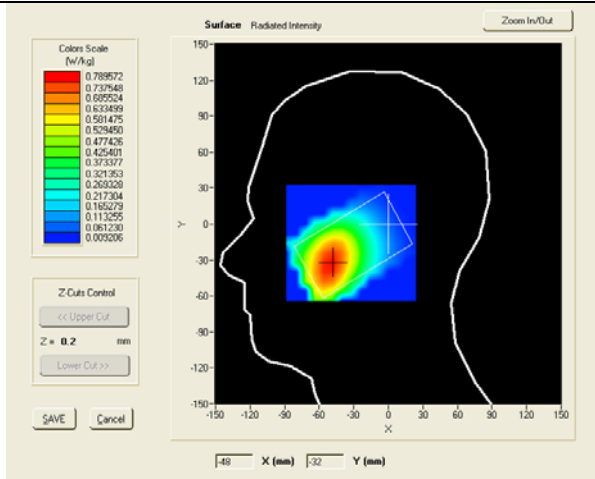 Surface Radiated Intensity
Zoom In/Out
Colors Scale
(W/kg)
0.789572
0.737548
0.685524
0.633499
0.581475
0.529450
0.477426
0.425401
0.373377
0.321353
0.269328
0.217304
0.165279
0.113255
0.061230
0.009206
Z-Cuts Control
<< Upper Cut
Z = 0.2 mm
Lower Cut >>
SAVE Cancel
150-
120-
90-
60-
30-
0-
-30-
-60-
-90-
-120-
-150-
Y
-150 -120 -90 -60 -30 0 30 60 90 120 150
X
-48 X (mm) -32 Y (mm)